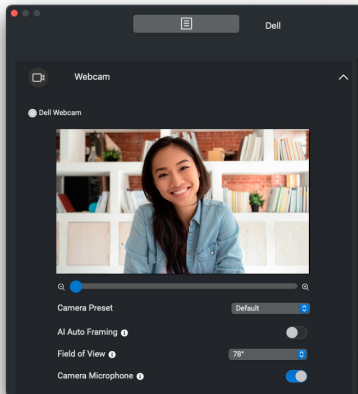 Dell
Webcam
Dell Webcam
Camera Preset
Default
AI Auto Framing
Field of View
78°
Camera Microphone